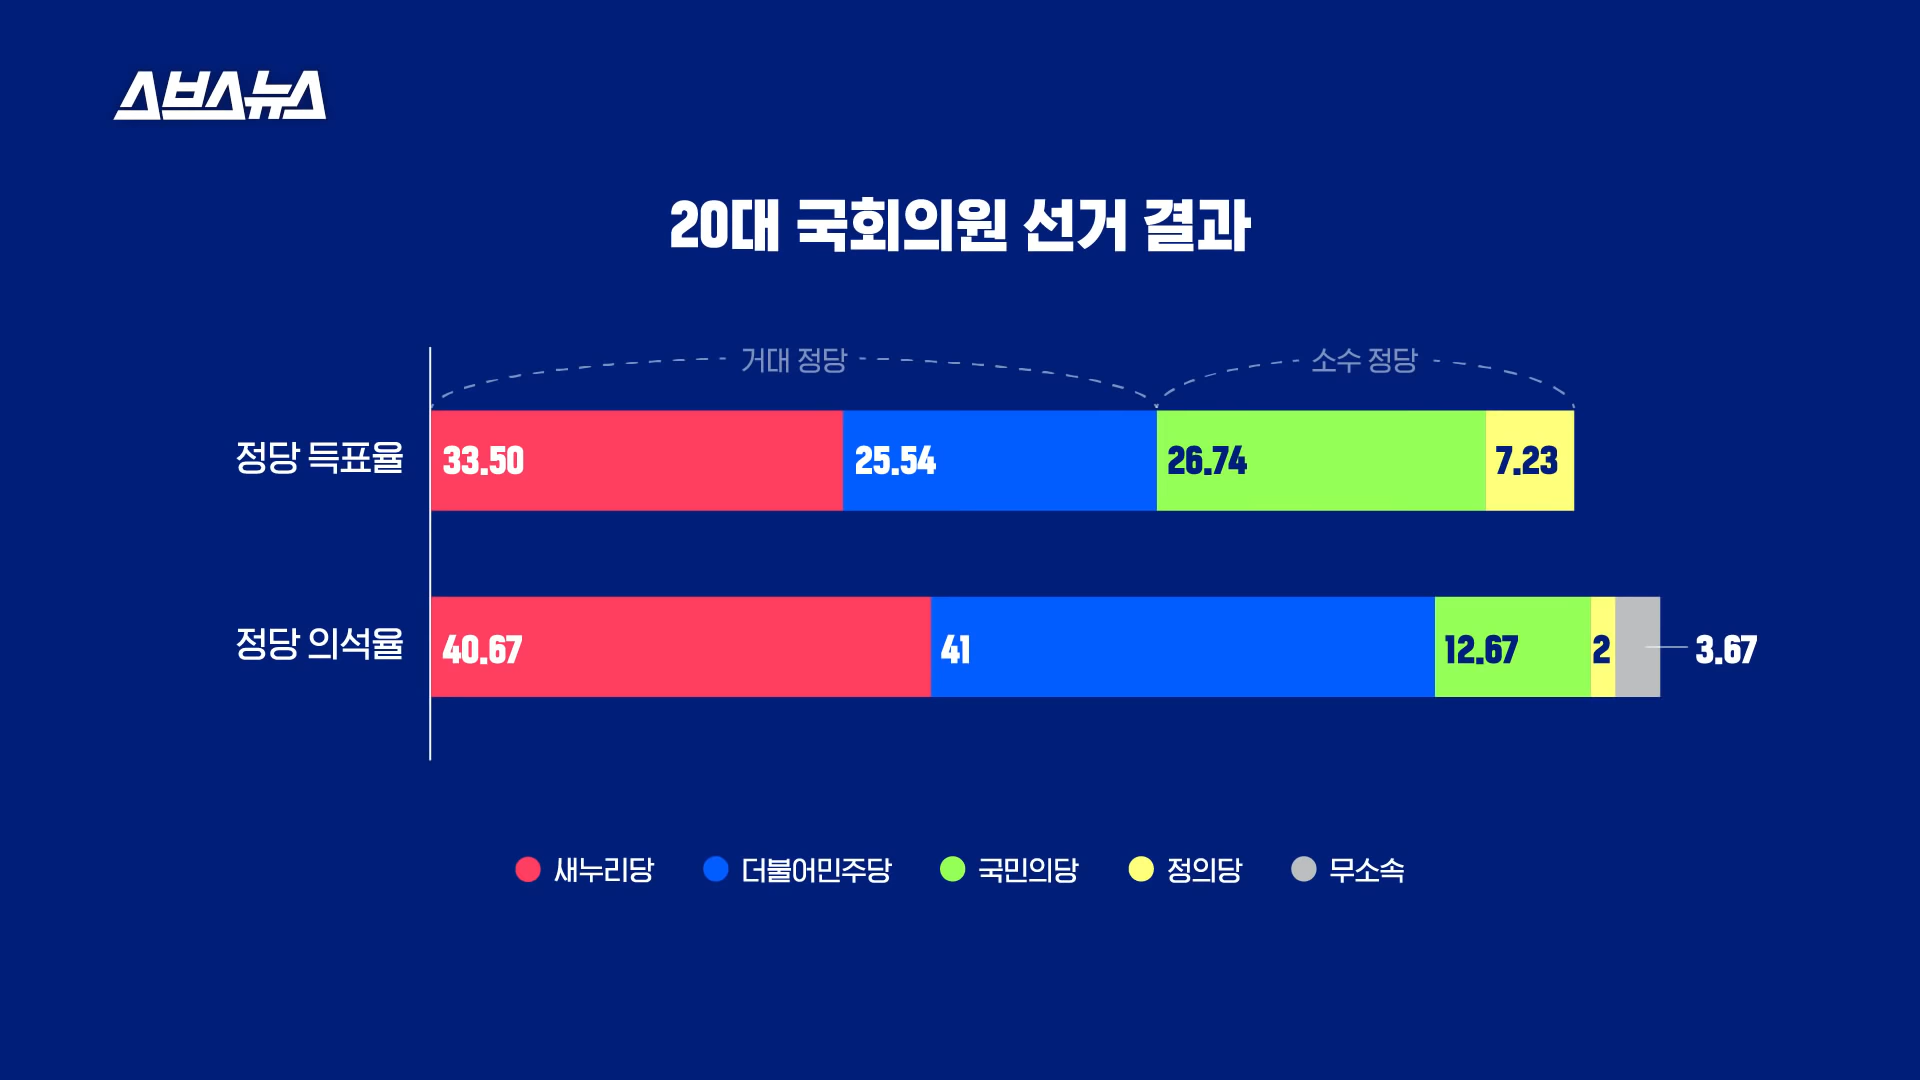 스브스뉴스
20대 국회의원 선거 결과
거대 정당 소수 정당
정당 득표율 33.50 25.54 26.74 7.23
정당 의석율 40.67 41 12.67 2 3.67
새누리당 더불어민주당 국민의당 정의당 무소속